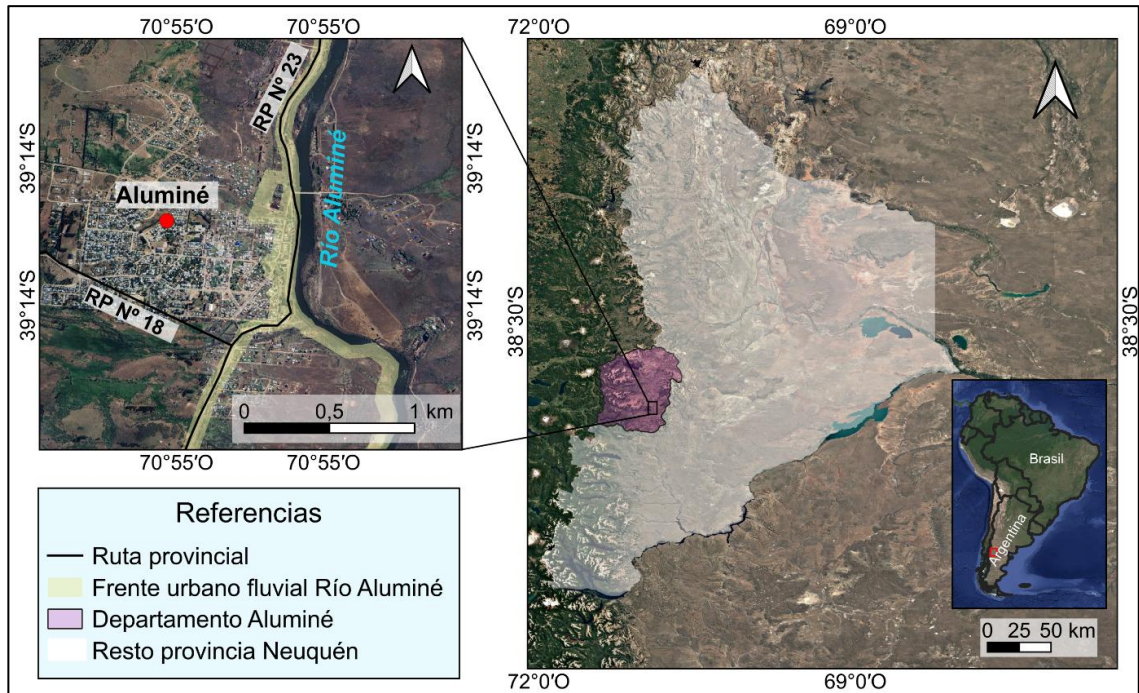 70°55'O 70°55'O
72°0'O 69°0'O
RP Nº 23
39°14'S
39°14'S
Aluminé
Río Aluminé
39°14'S
39°14'S
RP Nº 18
0 0,5 1 km
70°55'O 70°55'O
38°30'S
38°30'S
Referencias
Ruta provincial
Frente urbano fluvial Río Aluminé
Departamento Aluminé
Resto provincia Neuquén
Brasil
Argentina
0 25 50 km
72°0'O 69°0'O